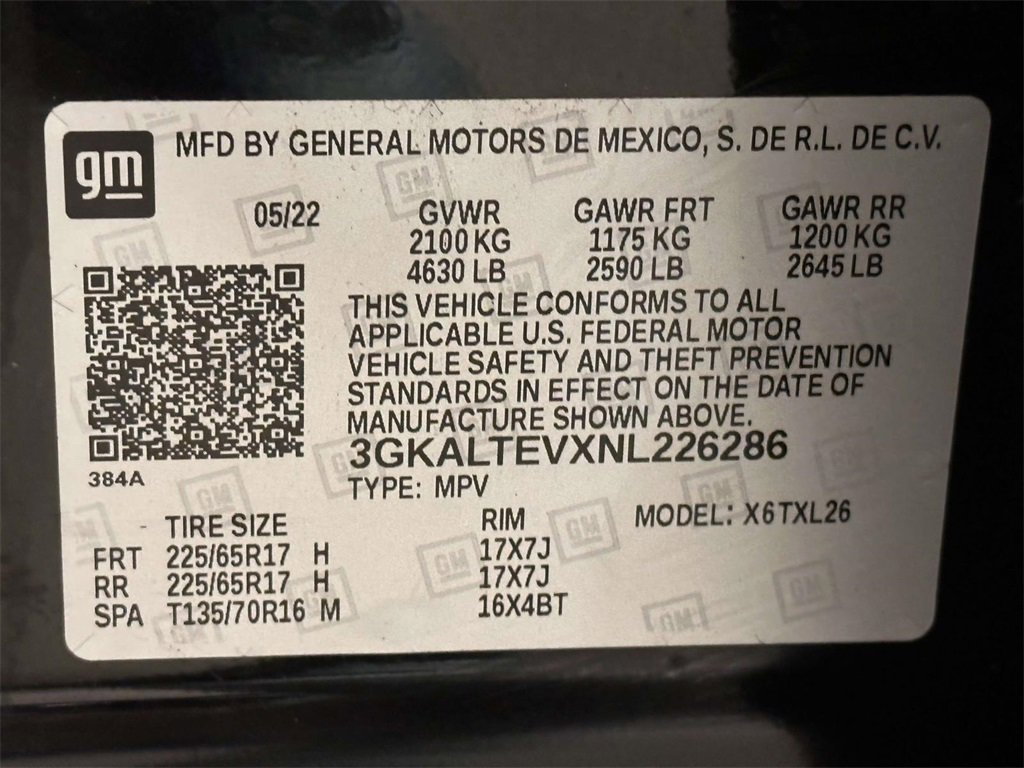 gm
MFD BY GENERAL MOTORS DE MEXICO, S. DE R.L. DE C.V.
05/22 GVWR GAWR FRT GAWR RR
2100 KG 1175 KG 1200 KG
4630 LB 2590 LB 2645 LB
THIS VEHICLE CONFORMS TO ALL
APPLICABLE U.S. FEDERAL MOTOR
VEHICLE SAFETY AND THEFT PREVENTION
STANDARDS IN EFFECT ON THE DATE OF
MANUFACTURE SHOWN ABOVE.
3GKALTEVXNL226286
384A
TYPE: MPV
- TIRE SIZE RIM MODEL: X6TXL26
FRT 225/65R17 H 17X7J
RR 225/65R17 H 17X7J
SPA T135/70R16 M 16X4BT